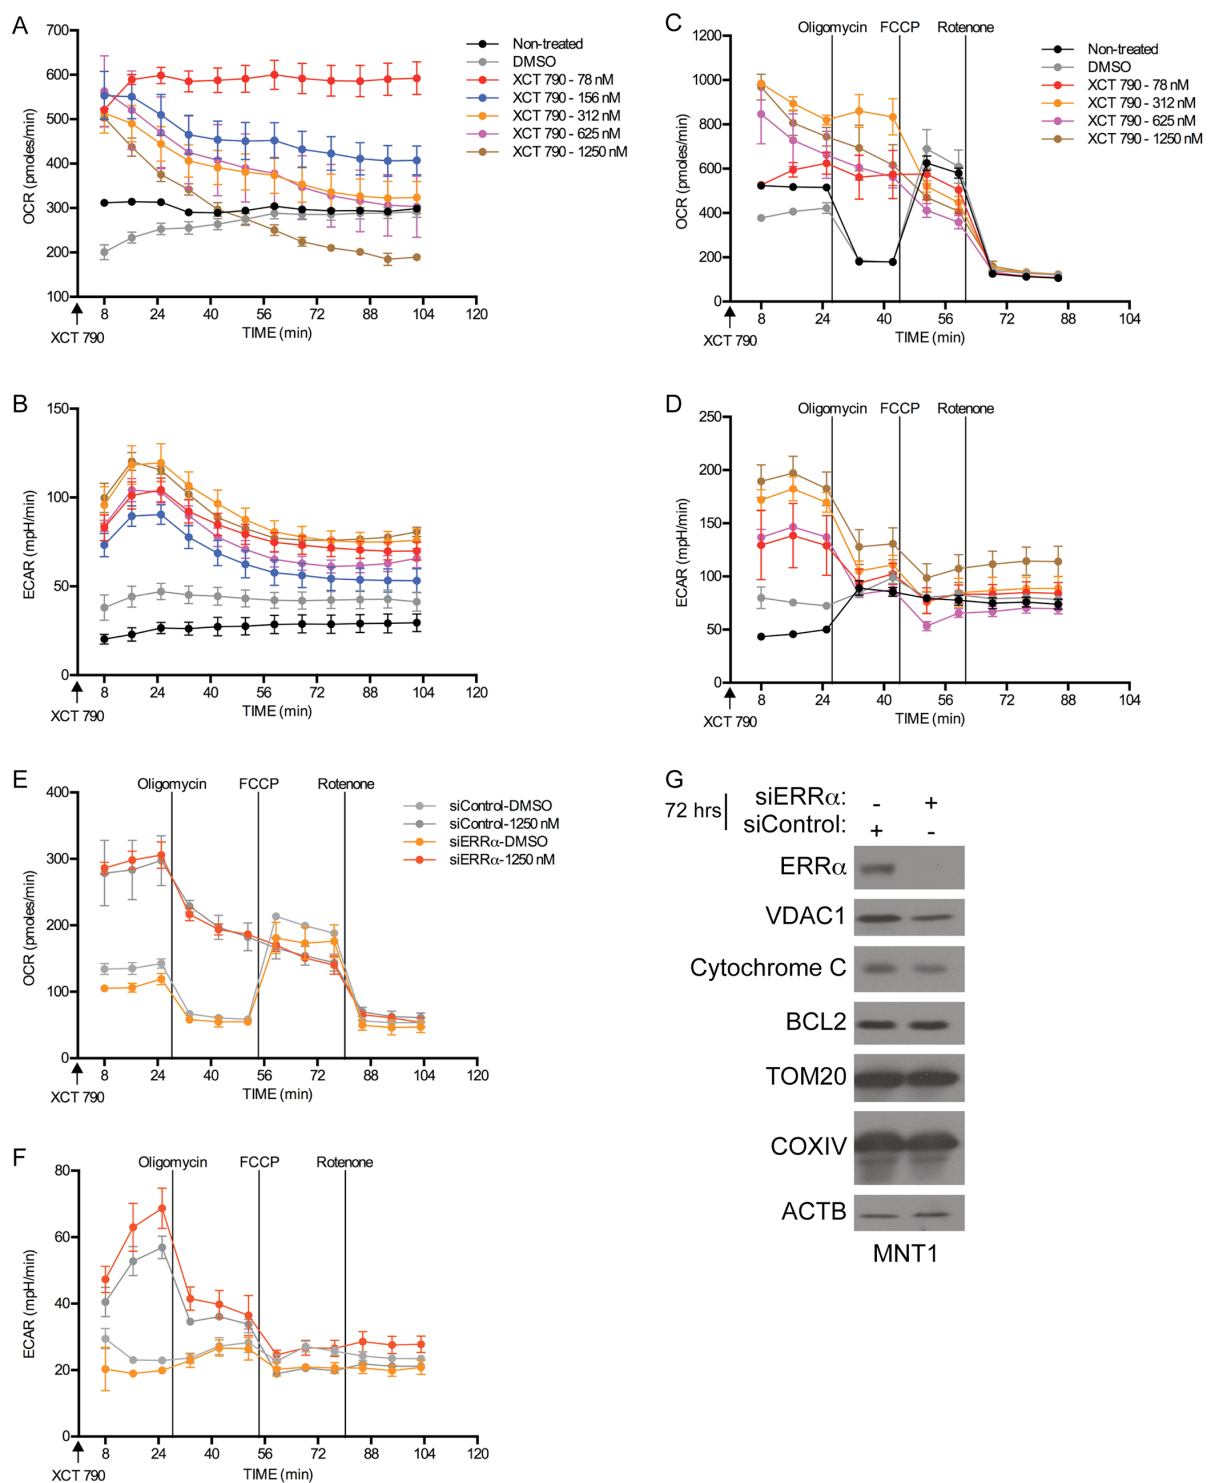 A
OCR (pmoles/min)
700
600
500
400
300
200
100
8 24 40 56 72 88 104 120
TIME (min)
XCT 790
Non-treated
DMSO
XCT 790 - 78 nM
XCT 790 - 156 nM
XCT 790 - 312 nM
XCT 790 - 625 nM
XCT 790 - 1250 nM
C
Oligomycin FCCP Rotenone
OCR (pmoles/min)
1200
1000
800
600
400
200
0
8 24 40 56 72 88 104
TIME (min)
XCT 790
Non-treated
DMSO
XCT 790 - 78 nM
XCT 790 - 312 nM
XCT 790 - 625 nM
XCT 790 - 1250 nM
B
ECAR (mpH/min)
150
100
50
0
8 24 40 56 72 88 104 120
TIME (min)
XCT 790
D
Oligomycin FCCP Rotenone
ECAR (mpH/min)
250
200
150
100
50
0
8 24 40 56 72 88 104
TIME (min)
XCT 790
E
Oligomycin FCCP Rotenone
OCR (pmoles/min)
400
300
200
100
0
8 24 40 56 72 88 104 120
TIME (min)
XCT 790
siControl-DMSO
siControl-1250 nM
siERRα-DMSO
siERRα-1250 nM
F
Oligomycin FCCP Rotenone
ECAR (mpH/min)
80
60
40
20
0
8 24 40 56 72 88 104 120
TIME (min)
XCT 790
G
72 hrs
siERRα: - +
siControl: + -
ERRα
VDAC1
Cytochrome C
BCL2
TOM20
COXIV
ACTB
MNT1